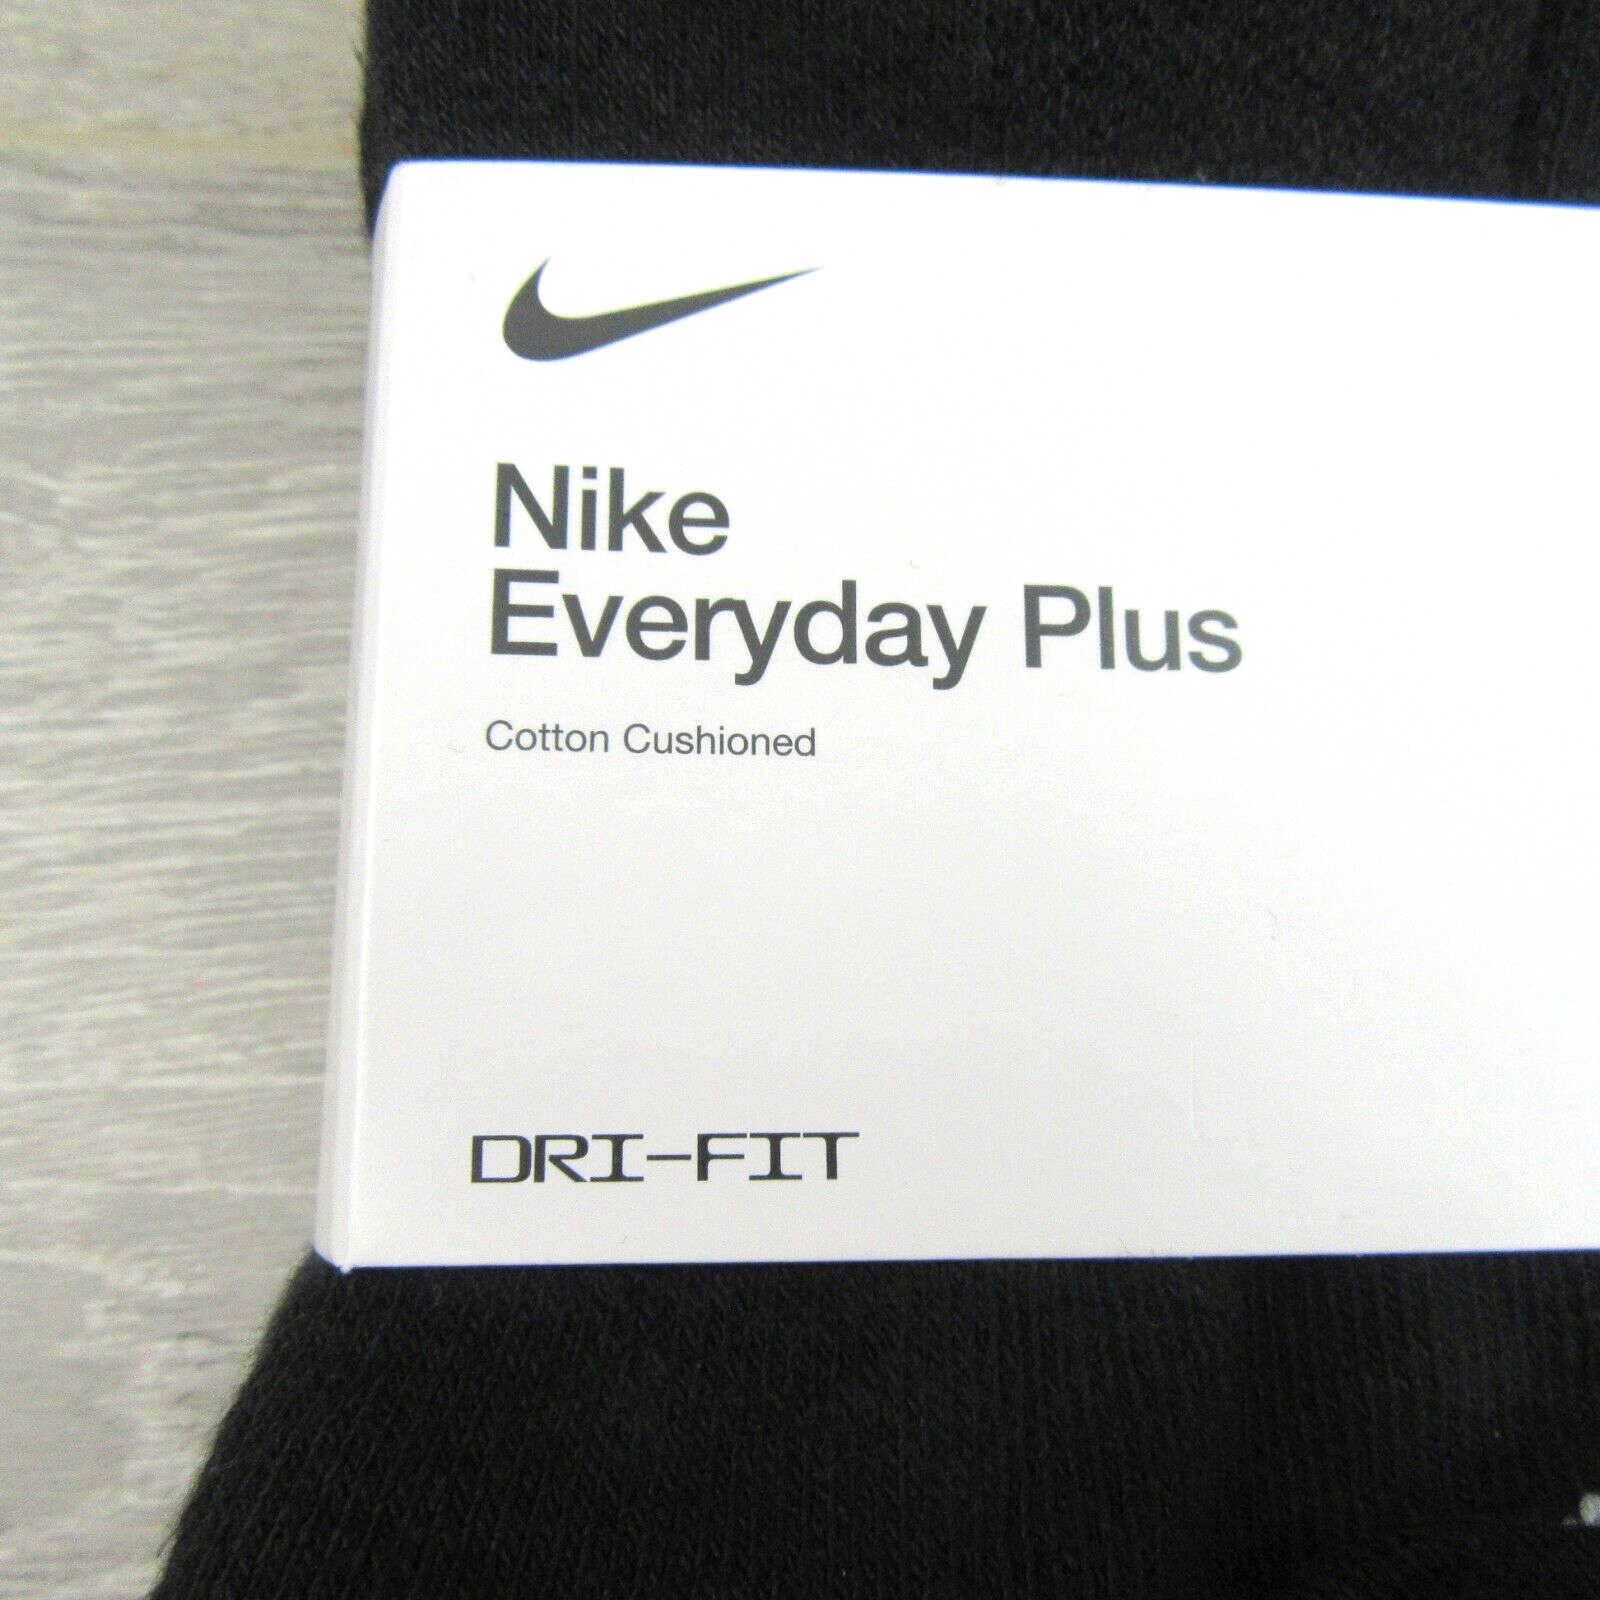 Nike
Everyday Plus
Cotton Cushioned
DRI-FIT